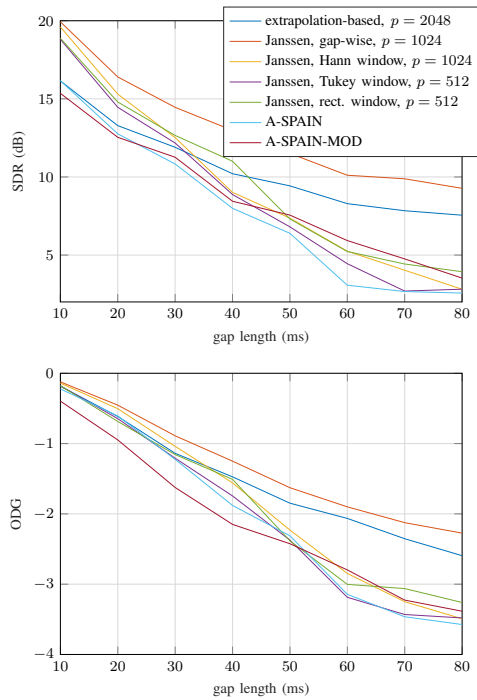 20
15
10
5
SDR (dB)
extrapolation-based, p = 2048
Janssen, gap-wise, p = 1024
Janssen, Hann window, p = 1024
Janssen, Tukey window, p = 512
Janssen, rect. window, p = 512
A-SPAIN
A-SPAIN-MOD
10 20 30 40 50 60 70 80
gap length (ms)
0
−1
−2
−3
−4
ODG
10 20 30 40 50 60 70 80
gap length (ms)